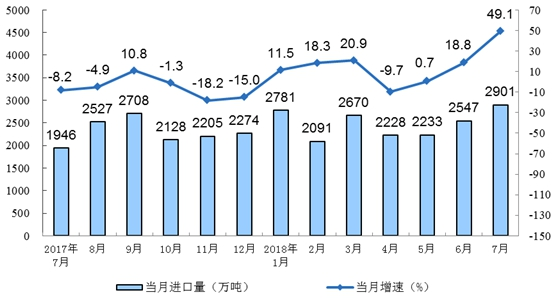 5000 4500 4000 3500 3000 2500 2000 1500 1000 500 0
70 50 30 10 -10 -30 -50 -70 -90 -110 -130 -150
-8.2 -4.9 10.8 -1.3 -18.2 -15.0 11.5 18.3 20.9 -9.7 0.7 18.8 49.1
1946 2527 2708 2128 2205 2274 2781 2091 2670 2228 2233 2547 2901
2017年 8月 9月 10月 11月 12月 2018年 2月 3月 4月 5月 6月 7月
7月 1月
当月进口量（万吨） 当月增速（%）